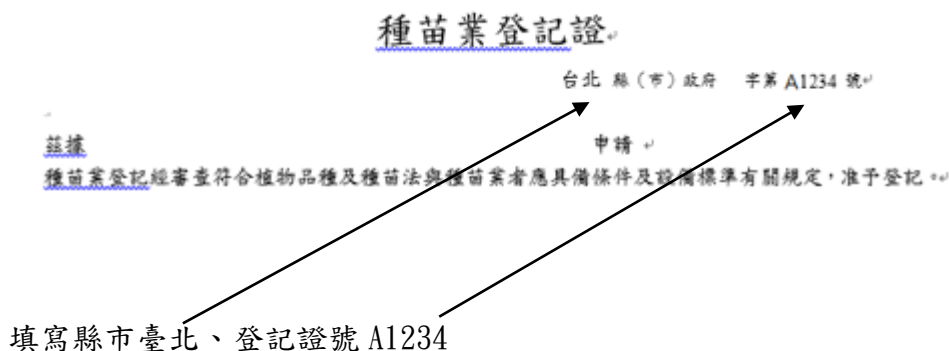 種苗業登記證
台北 縣（市）政府 字第 A1234 號
茲據 申請
種苗業登記經審查符合植物品種及種苗法與種苗業者應具備條件及設備標準有關規定，准予登記。
填寫縣市臺北、登記證號 A1234